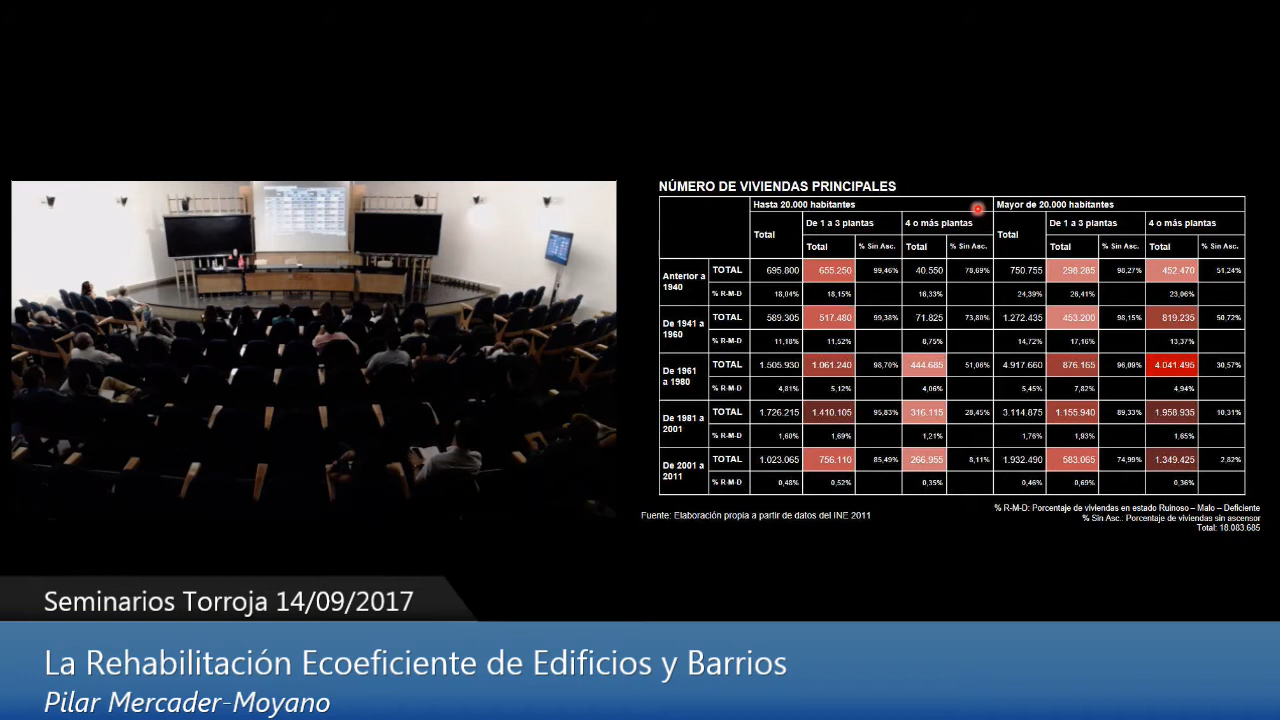 NÚMERO DE VIVIENDAS PRINCIPALES
Hasta 20.000 habitantes Mayor de 20.000 habitantes
Total De 1 a 3 plantas 4 o más plantas Total De 1 a 3 plantas 4 o más plantas
Total % Sin Asc. Total % Sin Asc. Total % Sin Asc. Total % Sin Asc.
Anterior a 1940 TOTAL 695.800 655.250 99,46% 40.550 78,69% 750.755 298.285 98,27% 452.470 51,24%
% R-M-D 18,04% 18,15% 16,33% 24,39% 26,41% 23,06%
De 1941 a 1960 TOTAL 589.305 517.480 99,38% 71.825 73,80% 1.272.435 453.200 98,15% 819.235 50,72%
% R-M-D 11,18% 11,52% 8,75% 14,72% 17,16% 13,37%
De 1961 a 1980 TOTAL 1.505.930 1.061.240 98,70% 444.685 51,06% 4.917.660 876.165 96,09% 4.041.495 30,57%
% R-M-D 4,81% 5,12% 4,06% 5,45% 7,82% 4,94%
De 1981 a 2001 TOTAL 1.726.215 1.410.105 95,83% 316.115 28,45% 3.114.875 1.155.940 89,33% 1.958.935 10,31%
% R-M-D 1,60% 1,69% 1,21% 1,76% 1,93% 1,65%
De 2001 a 2011 TOTAL 1.023.065 756.110 85,49% 266.955 8,11% 1.932.490 583.065 74,99% 1.349.425 2,82%
% R-M-D 0,48% 0,52% 0,35% 0,46% 0,69% 0,36%
Fuente: Elaboración propia a partir de datos del INE 2011
% R-M-D: Porcentaje de viviendas en estado Ruinoso – Malo – Deficiente
% Sin Asc.: Porcentaje de viviendas sin ascensor
Total: 18.083.685
Seminarios Torroja 14/09/2017
La Rehabilitación Ecoeficiente de Edificios y Barrios
Pilar Mercader-Moyano